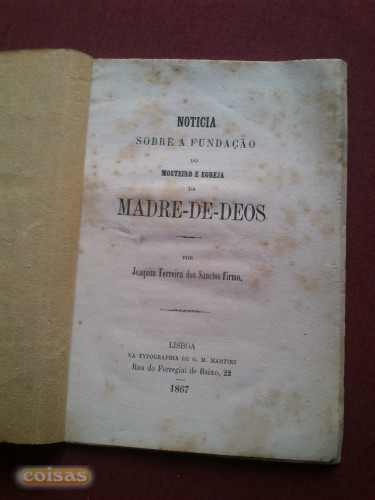 NOTICIA
SOBRE A FUNDAÇÃO
DO
MOSTEIRO E EGREJA
DA
MADRE-DE-DEOS
POR
Joaquim Ferreira dos Sanctos Firmo,
LISBOA
NA TYPOGRAPHIA DE G. M. MARTINS
Rua do Ferregial de Baixo, 22
1867
coisas